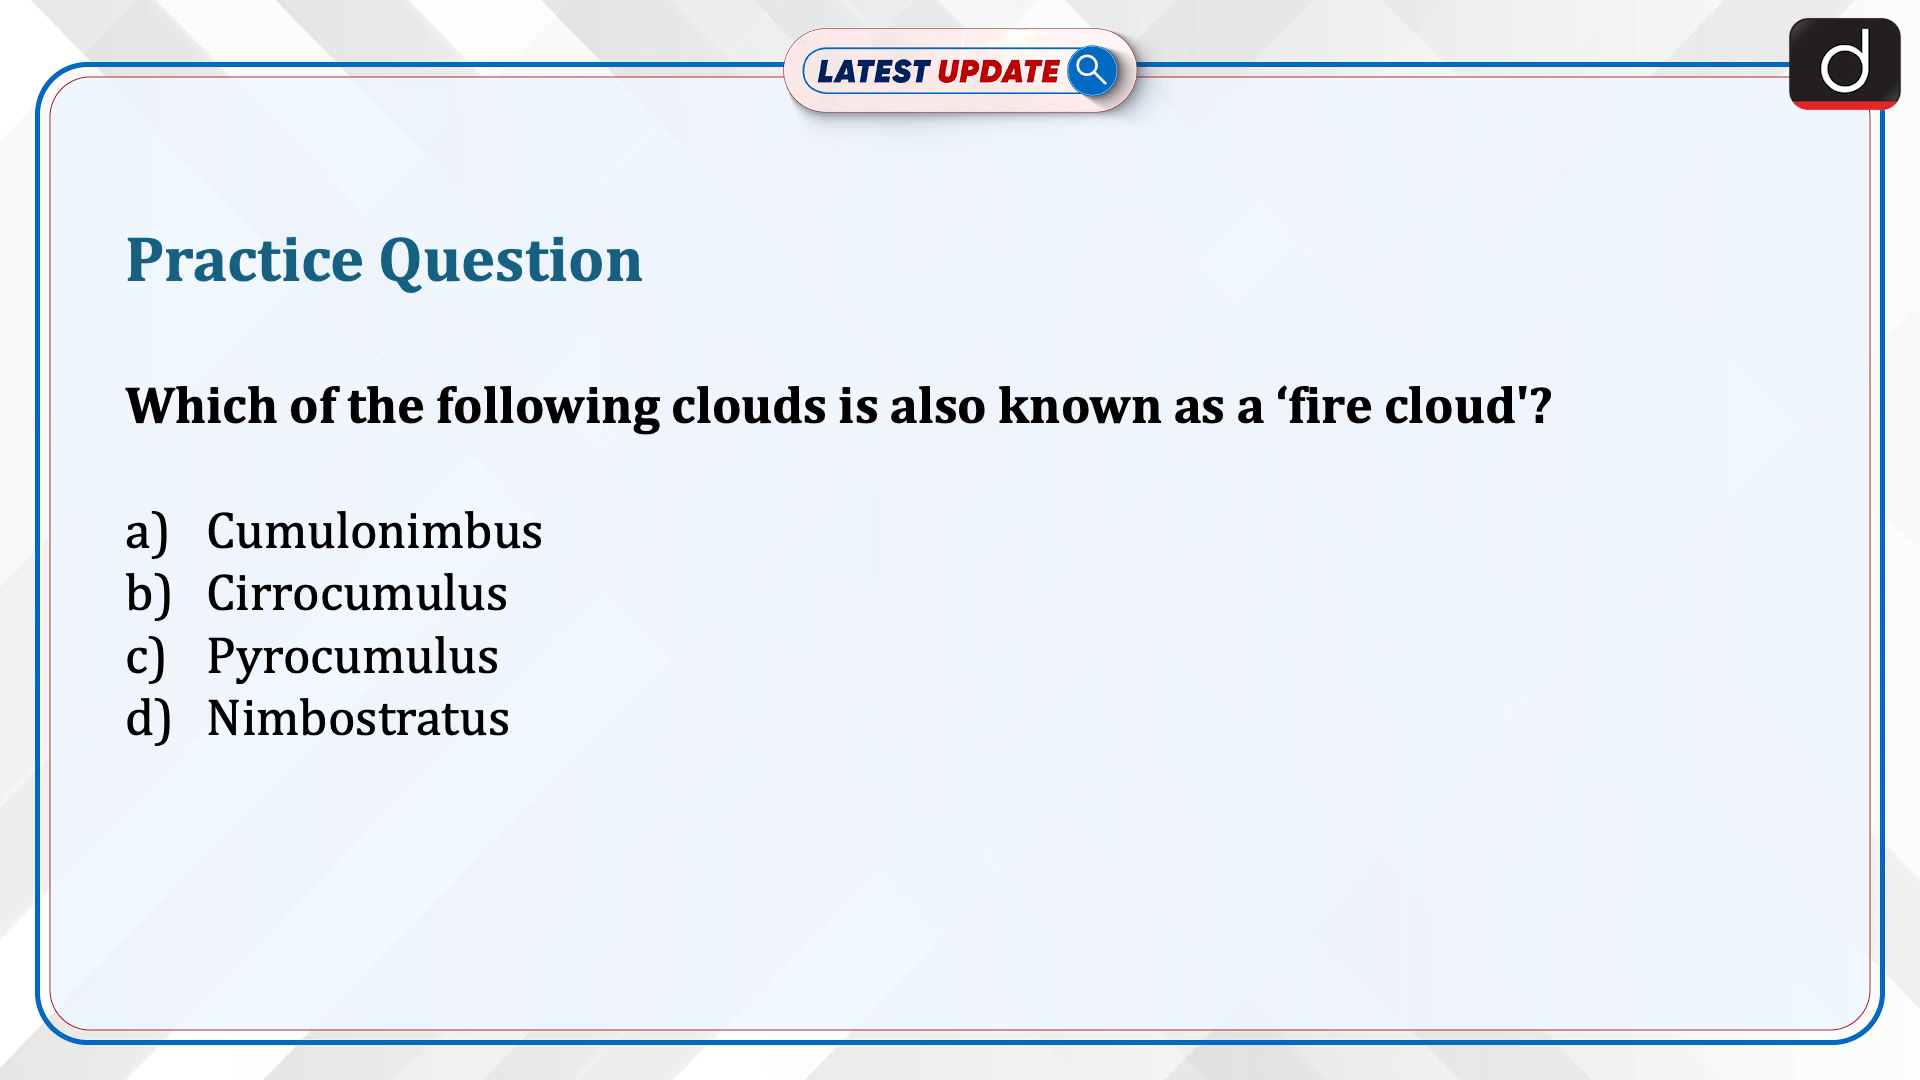 LATEST UPDATE
d
Practice Question
Which of the following clouds is also known as a ‘fire cloud'?
a) Cumulonimbus
b) Cirrocumulus
c) Pyrocumulus
d) Nimbostratus